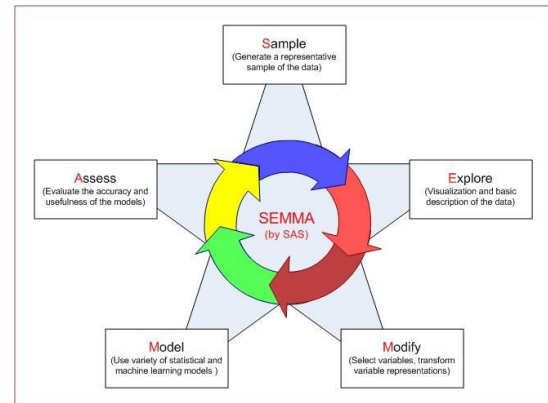 Sample
(Generate a representative
sample of the data)
Assess
(Evaluate the accuracy and
usefulness of the models)
Explore
(Visualization and basic
description of the data)
SEMMA
(by SAS)
Model
(Use variety of statistical and
machine learning models )
Modify
(Select variables, transform
variable representations)